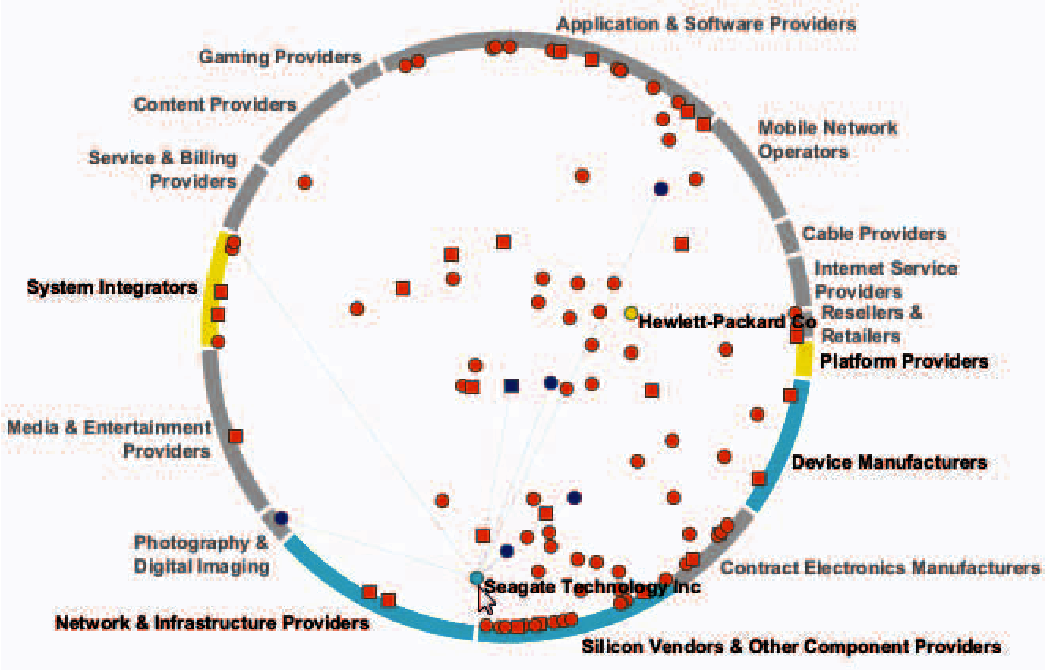 Application & Software Providers
Gaming Providers
Content Providers
Mobile Network
Operators
Service & Billing
Providers
Cable Providers
Internet Service
Providers
System Integrators
Resellers &
Retailers
Hewlett-Packard Co
Platform Providers
Media & Entertainment
Providers
Device Manufacturers
Photography &
Digital Imaging
Contract Electronics Manufacturers
Seagate Technology Inc
Network & Infrastructure Providers
Silicon Vendors & Other Component Providers